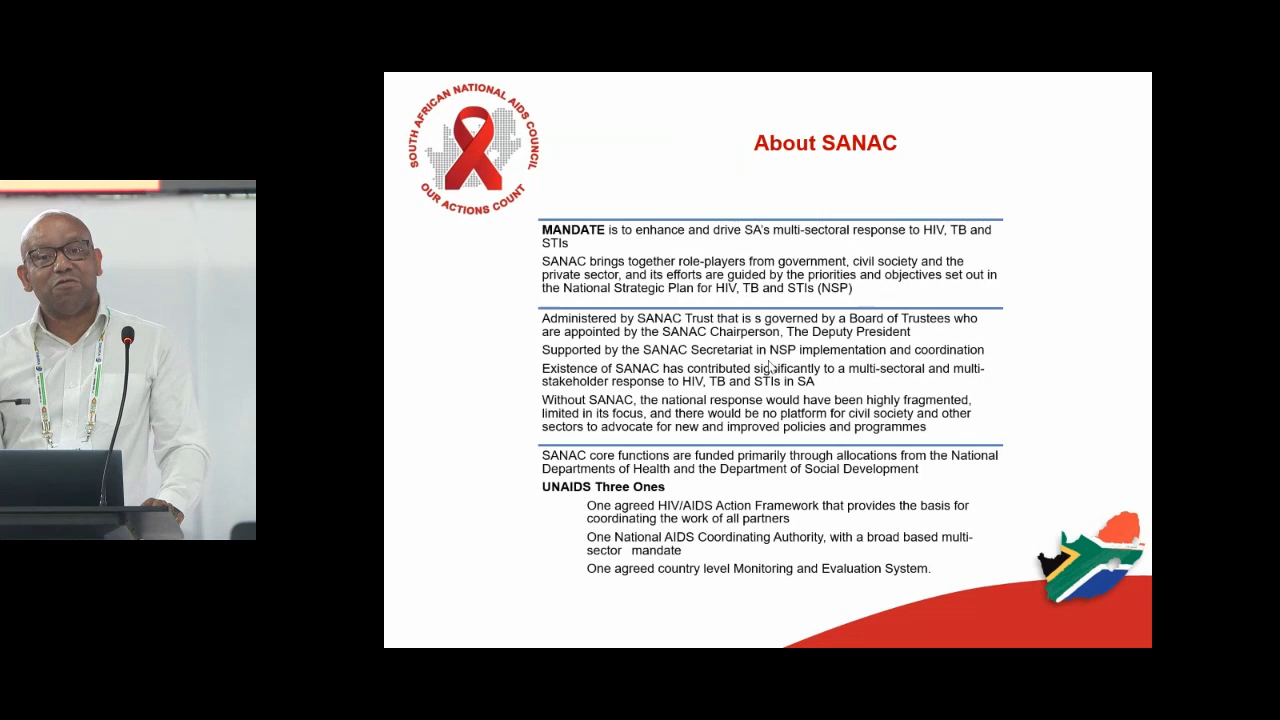 SOUTH AFRICAN NATIONAL AIDS COUNCIL
OUR ACTIONS COUNT
About SANAC
MANDATE is to enhance and drive SA's multi-sectoral response to HIV, TB and
STIs
SANAC brings together role-players from government, civil society and the
private sector, and its efforts are guided by the priorities and objectives set out in
the National Strategic Plan for HIV, TB and STIs (NSP)
Administered by SANAC Trust that is s governed by a Board of Trustees who
are appointed by the SANAC Chairperson, The Deputy President
Supported by the SANAC Secretariat in NSP implementation and coordination
Existence of SANAC has contributed significantly to a multi-sectoral and multi-
stakeholder response to HIV, TB and STIs in SA
Without SANAC, the national response would have been highly fragmented,
limited in its focus, and there would be no platform for civil society and other
sectors to advocate for new and improved policies and programmes
SANAC core functions are funded primarily through allocations from the National
Departments of Health and the Department of Social Development
UNAIDS Three Ones
One agreed HIV/AIDS Action Framework that provides the basis for
coordinating the work of all partners
One National AIDS Coordinating Authority, with a broad based multi-
sector mandate
One agreed country level Monitoring and Evaluation System.